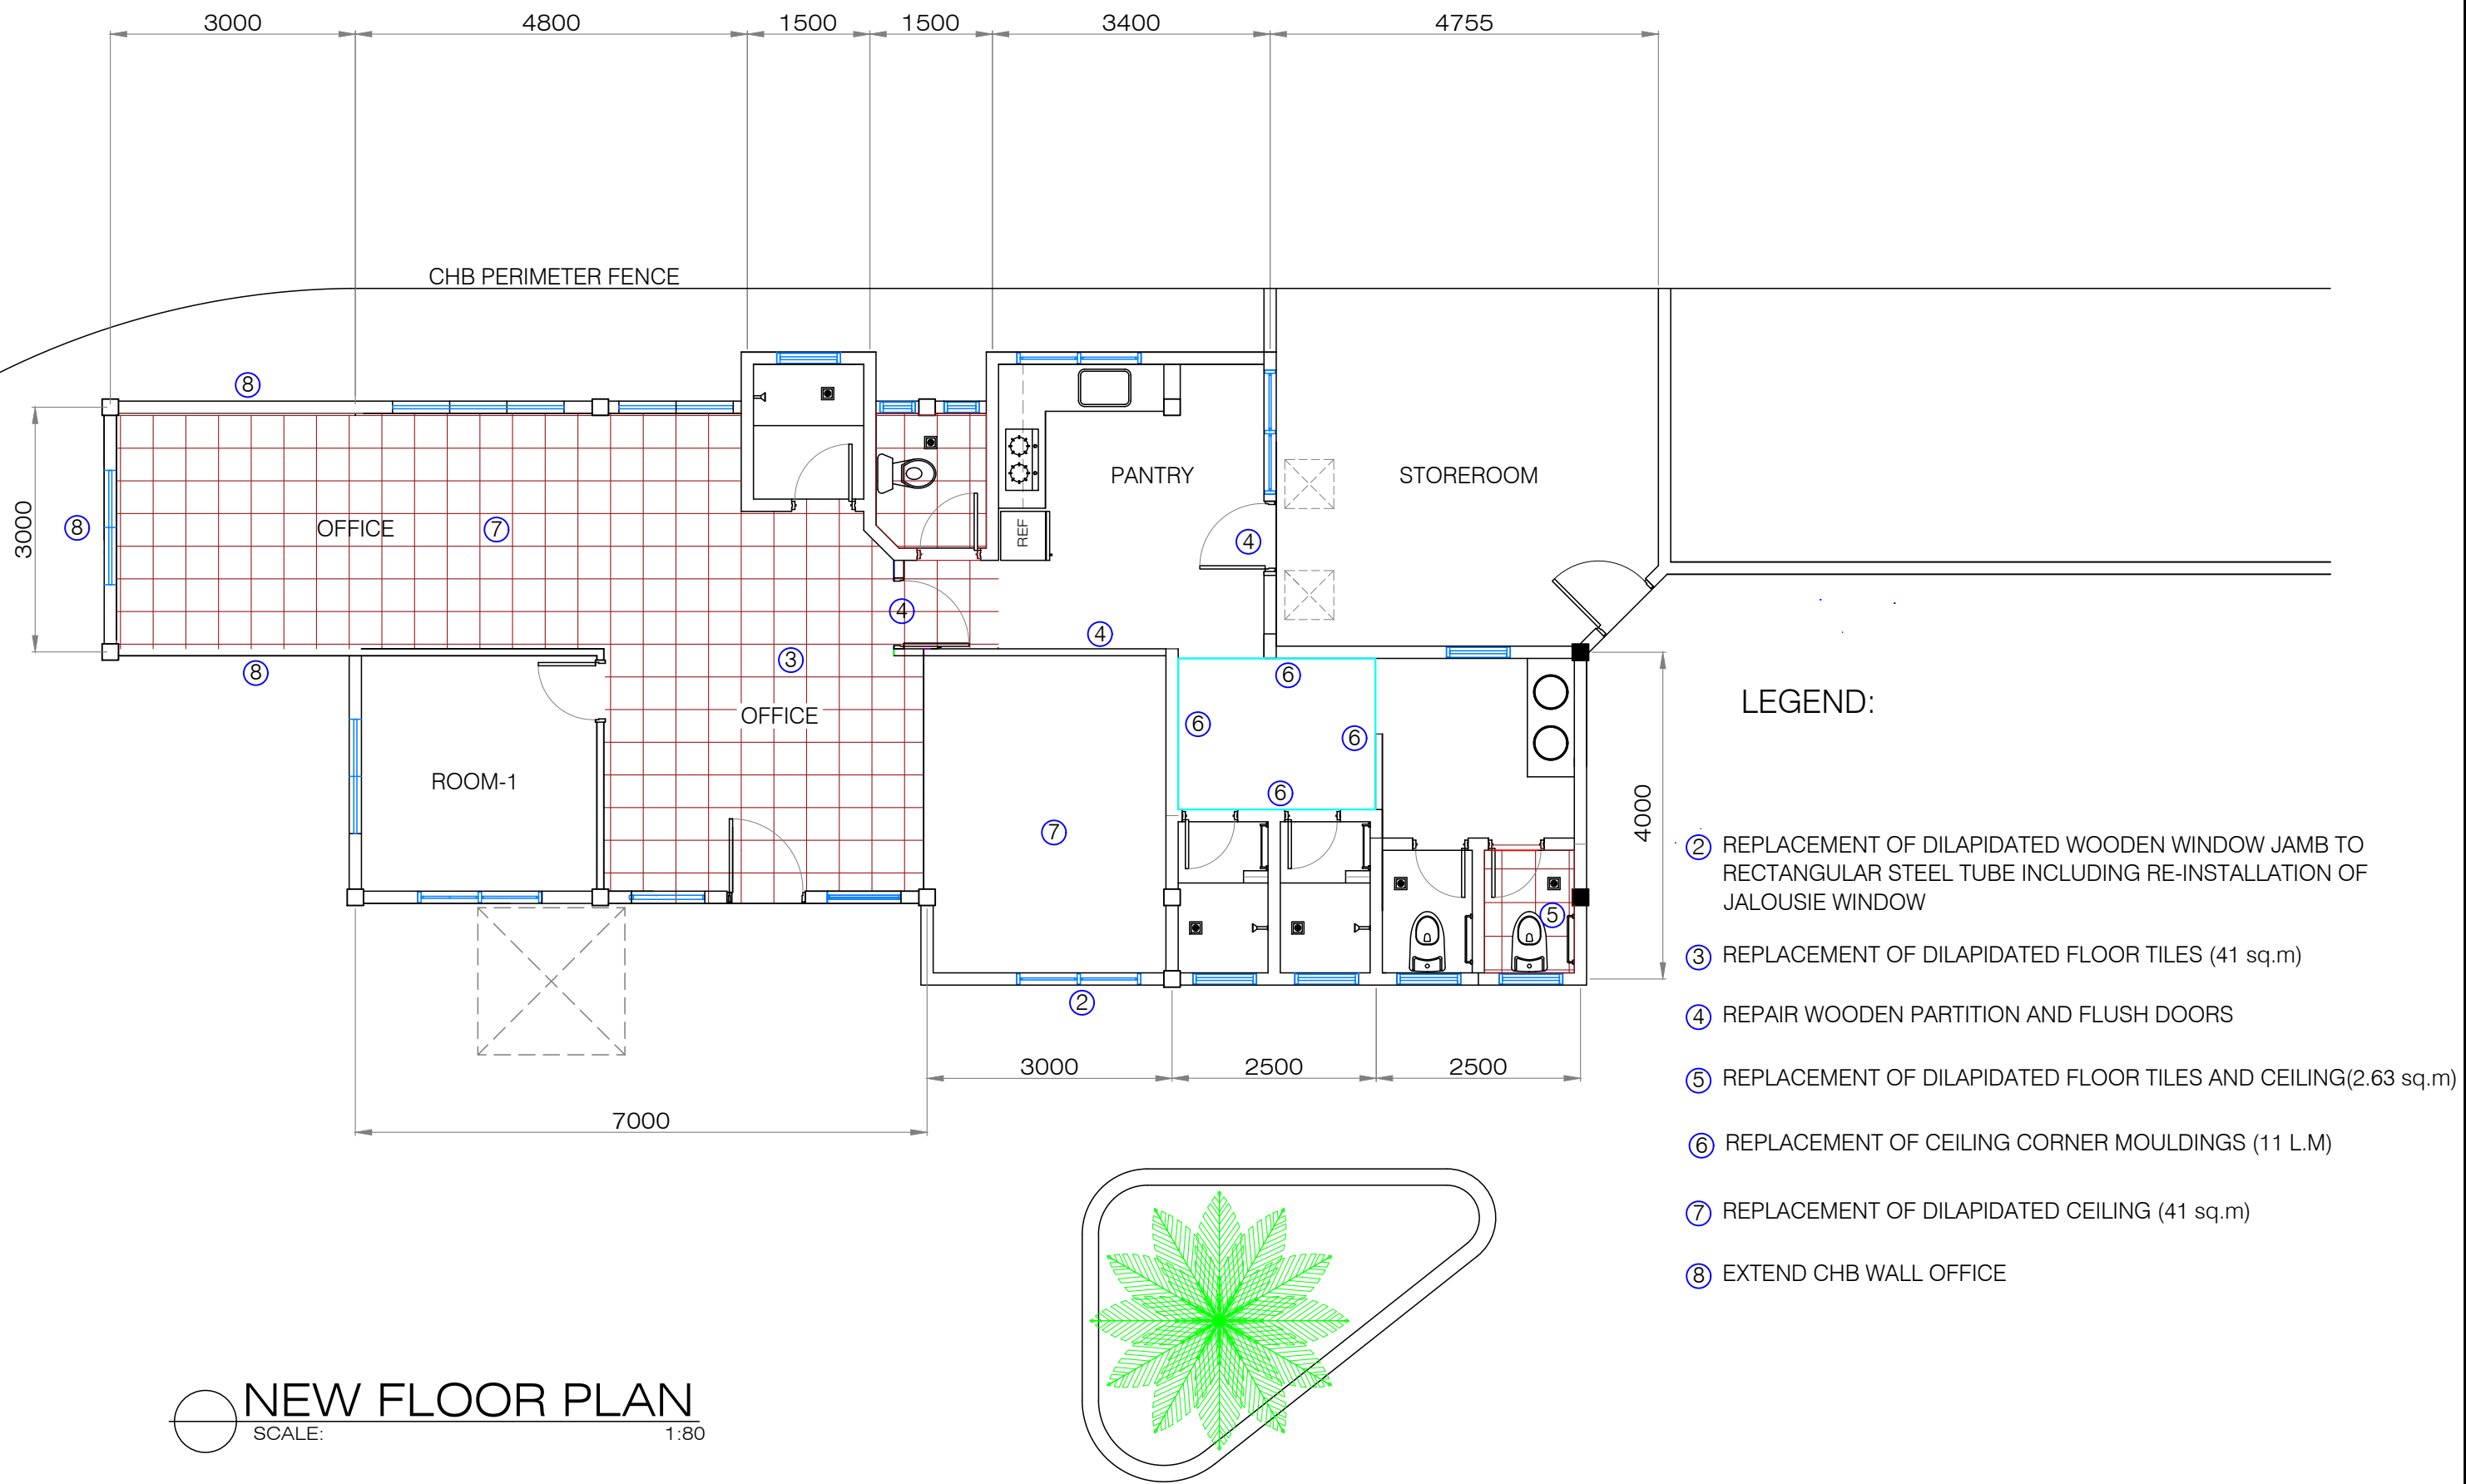 3000
4800
1500
1500
3400
4755
CHB PERIMETER FENCE
8
3000
8
OFFICE
7
REF
PANTRY
4
STOREROOM
4
4
3
8
6
OFFICE
6
6
ROOM-1
6
7
4000
5
2
3000
2500
2500
7000
LEGEND:
2 REPLACEMENT OF DILAPIDATED WOODEN WINDOW JAMB TO
RECTANGULAR STEEL TUBE INCLUDING RE-INSTALLATION OF
JALOUSIE WINDOW
3 REPLACEMENT OF DILAPIDATED FLOOR TILES (41 sq.m)
4 REPAIR WOODEN PARTITION AND FLUSH DOORS
5 REPLACEMENT OF DILAPIDATED FLOOR TILES AND CEILING(2.63 sq.m)
6 REPLACEMENT OF CEILING CORNER MOULDINGS (11 L.M)
7 REPLACEMENT OF DILAPIDATED CEILING (41 sq.m)
8 EXTEND CHB WALL OFFICE
NEW FLOOR PLAN
SCALE: 1:80